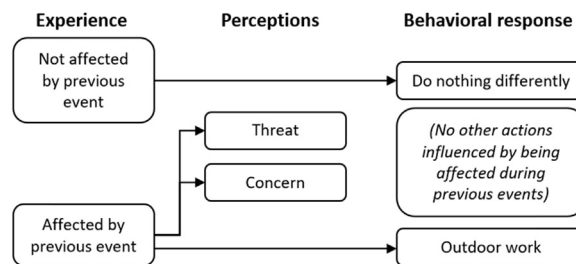 Experience
Perceptions
Behavioral response
Not affected
by previous
event
Do nothing differently
Threat
(No other actions
influenced by being
affected during
previous events)
Concern
Affected by
previous event
Outdoor work